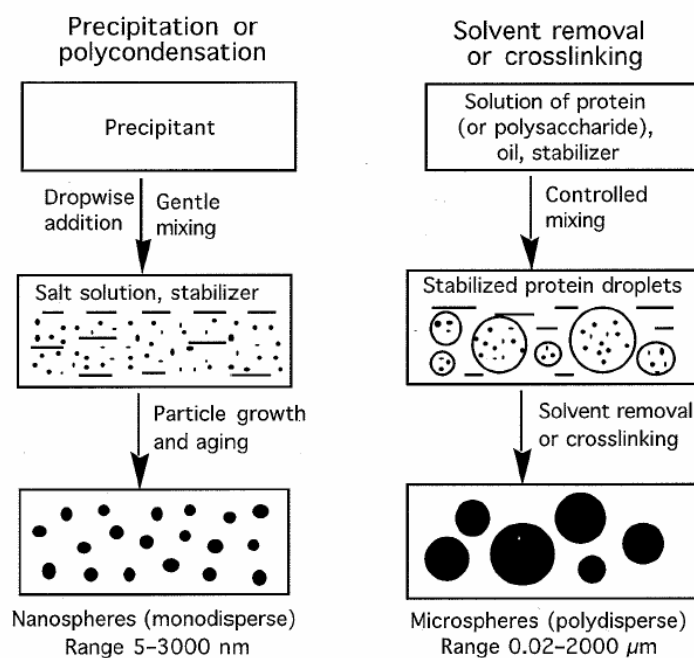 Precipitation or
polycondensation
Precipitant
Dropwise
addition
Gentle
mixing
Salt solution, stabilizer
Particle growth
and aging
Nanospheres (monodisperse)
Range 5–3000 nm
Solvent removal
or crosslinking
Solution of protein
(or polysaccharide),
oil, stabilizer
Controlled
mixing
Stabilized protein droplets
Solvent removal
or crosslinking
Microspheres (polydisperse)
Range 0.02–2000 µm